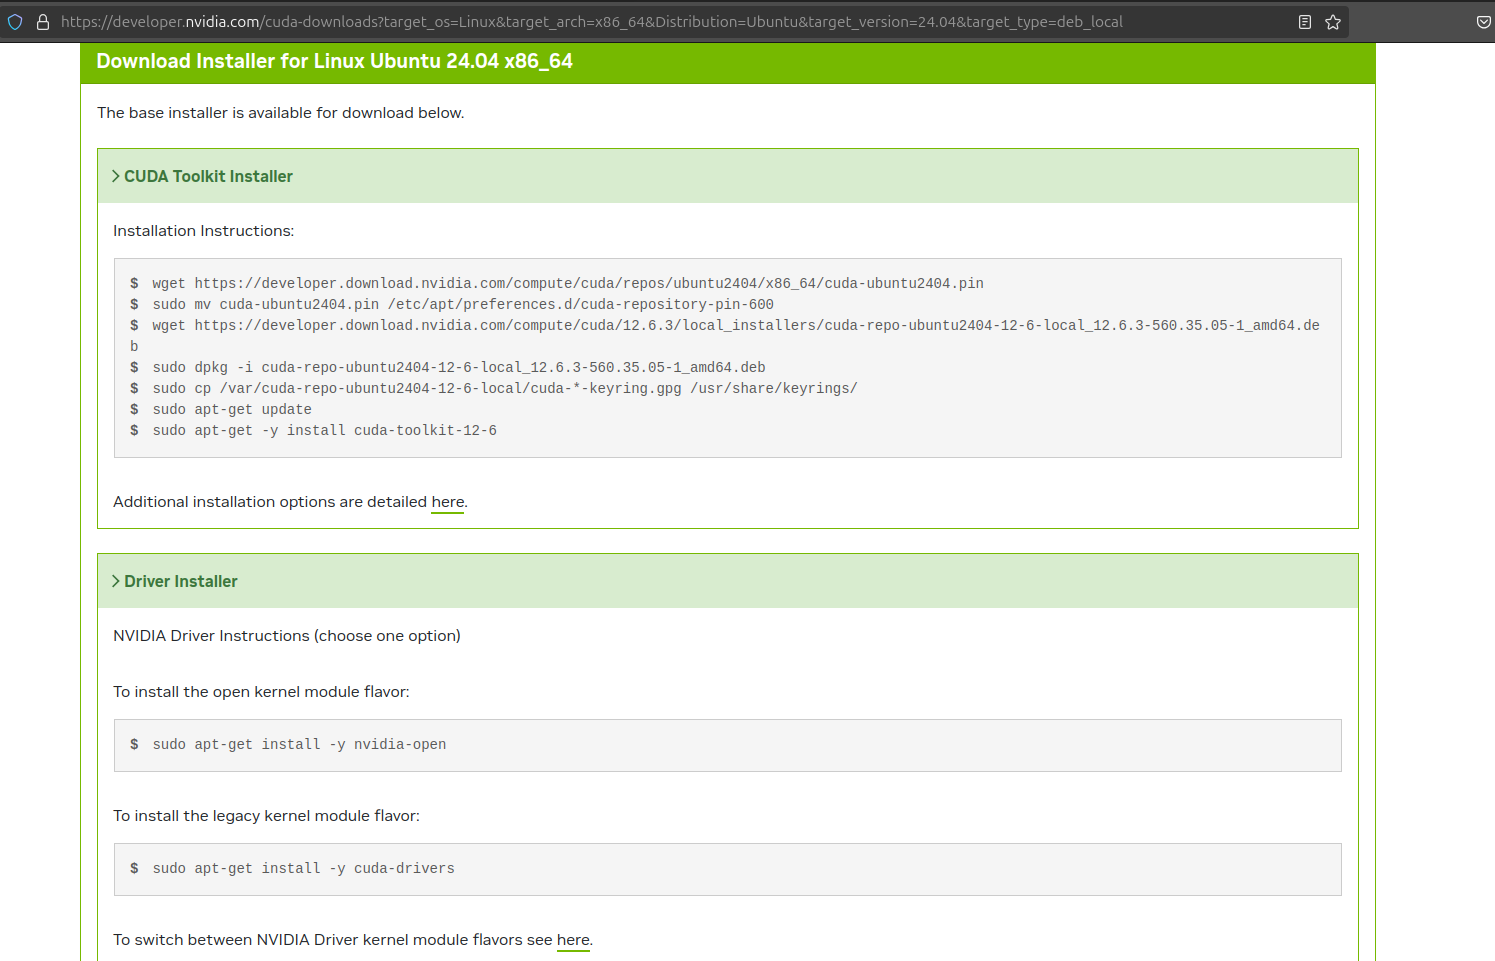 https://developer.nvidia.com/cuda-downloads?target_os=Linux&target_arch=x86_64&Distribution=Ubuntu&target_version=24.04&target_type=deb_local
Download Installer for Linux Ubuntu 24.04 x86_64
The base installer is available for download below.
CUDA Toolkit Installer
Installation Instructions:
$ wget https://developer.download.nvidia.com/compute/cuda/repos/ubuntu2404/x86_64/cuda-ubuntu2404.pin
$ sudo mv cuda-ubuntu2404.pin /etc/apt/preferences.d/cuda-repository-pin-600
$ wget https://developer.download.nvidia.com/compute/cuda/12.6.3/local_installers/cuda-repo-ubuntu2404-12-6-local_12.6.3-560.35.05-1_amd64.de
b
$ sudo dpkg -i cuda-repo-ubuntu2404-12-6-local_12.6.3-560.35.05-1_amd64.deb
$ sudo cp /var/cuda-repo-ubuntu2404-12-6-local/cuda-*-keyring.gpg /usr/share/keyrings/
$ sudo apt-get update
$ sudo apt-get -y install cuda-toolkit-12-6
Additional installation options are detailed here.
Driver Installer
NVIDIA Driver Instructions (choose one option)
To install the open kernel module flavor:
$ sudo apt-get install -y nvidia-open
To install the legacy kernel module flavor:
$ sudo apt-get install -y cuda-drivers
To switch between NVIDIA Driver kernel module flavors see here.